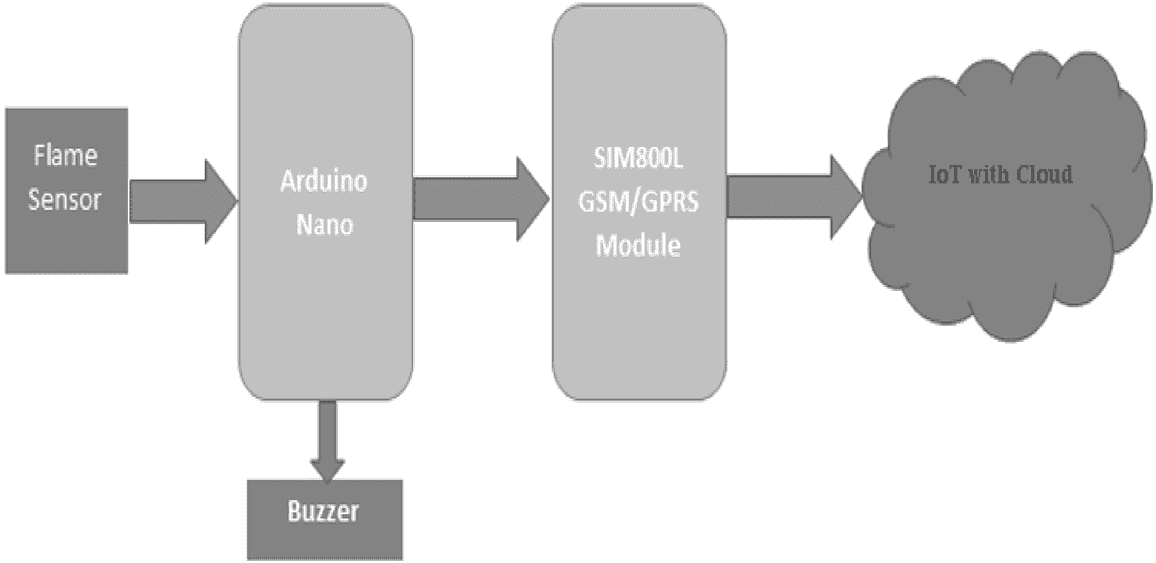 Flame
Sensor
Arduino
Nano
SIM800L
GSM/GPRS
Module
IoT with Cloud
Buzzer